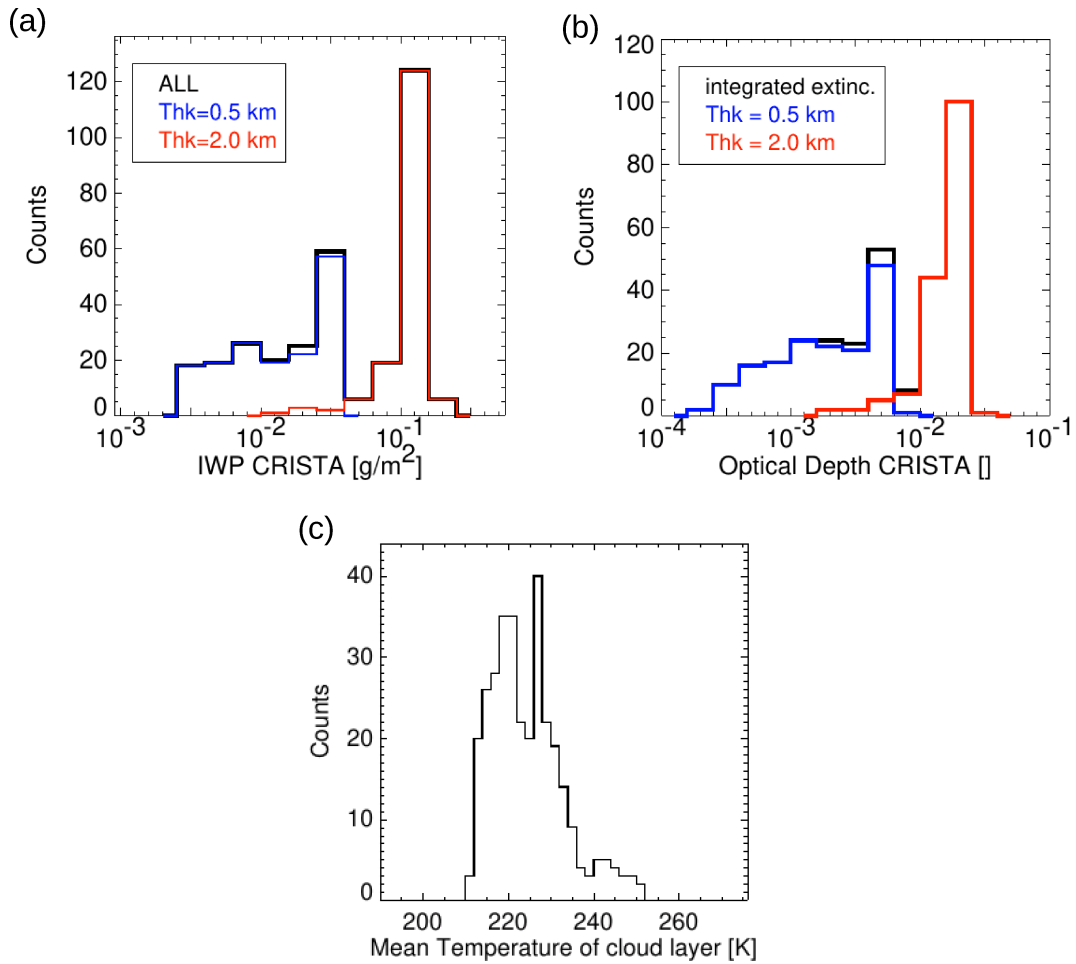 (a)
120
100
80
60
40
20
0
Counts
ALL
Thk=0.5 km
Thk=2.0 km
10-3
10-2
10-1
IWP CRISTA [g/m2]
(b)
120
100
80
60
40
20
0
Counts
integrated extinc.
Thk = 0.5 km
Thk = 2.0 km
10-4
10-3
10-2
10-1
Optical Depth CRISTA []
(c)
40
30
20
10
0
Counts
200
220
240
260
Mean Temperature of cloud layer [K]